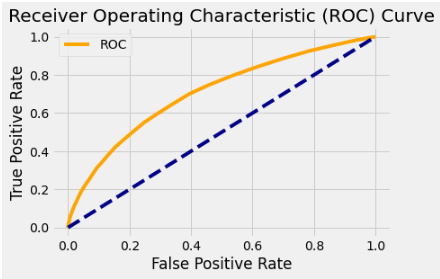 Receiver Operating Characteristic (ROC) Curve
1.0
ROC
0.8
0.6
0.4
0.2
0.0
True Positive Rate
0.0 0.2 0.4 0.6 0.8 1.0
False Positive Rate